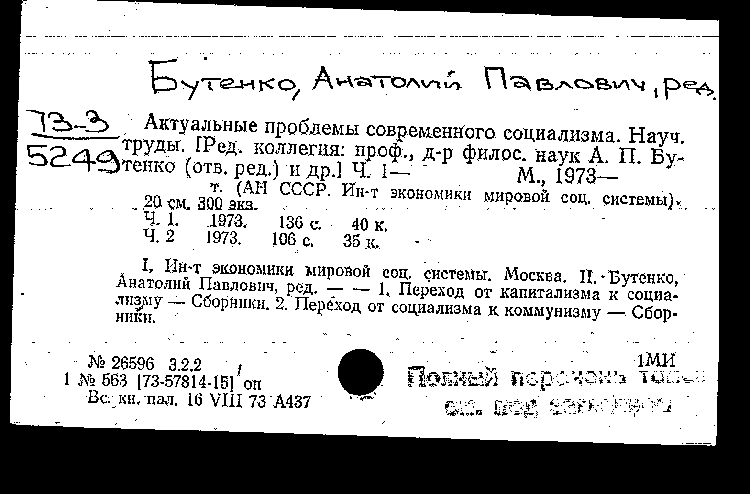 Бутенко, Анатолий Павлович, ред.
73-3
5249
Актуальные проблемы современного социализма. Науч.
труды. [Ред. коллегия: проф., д-р филос. наук А. П. Бу-
тенко (отв. ред.) и др.] Ч. 1— М., 1973—
т. (АН СССР. Ин-т экономики мировой соц. системы).
20 см. 300 экз.
Ч. 1. 1973. 136 с. 40 к.
Ч. 2 1973. 106 с. 35 к.
I. Ин-т экономики мировой соц. системы. Москва. II. Бутенко,
Анатолий Павлович, ред. — — 1. Переход от капитализма к социа-
лизму — Сборники. 2. Переход от социализма к коммунизму — Сбор-
ники.
№ 26596 3.2.2
1 № 563 [73-57814-15] оп
Вс. кн. пал. 16 VIII 73 А437
1МИ
Полный перечень
см. под